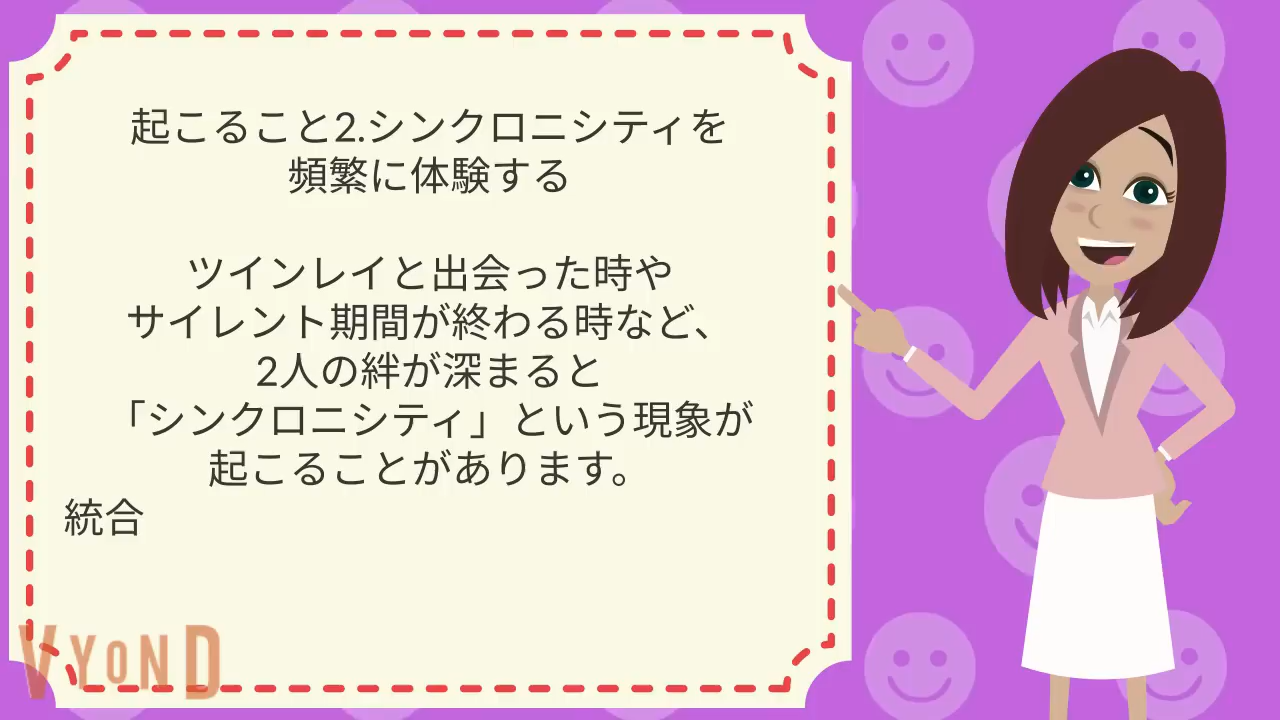 起こること2.シンクロニシティを
頻繁に体験する
ツインレイと出会った時や
サイレント期間が終わる時など、
2人の絆が深まると
「シンクロニシティ」という現象が
起こることがあります。
統合
VYOND